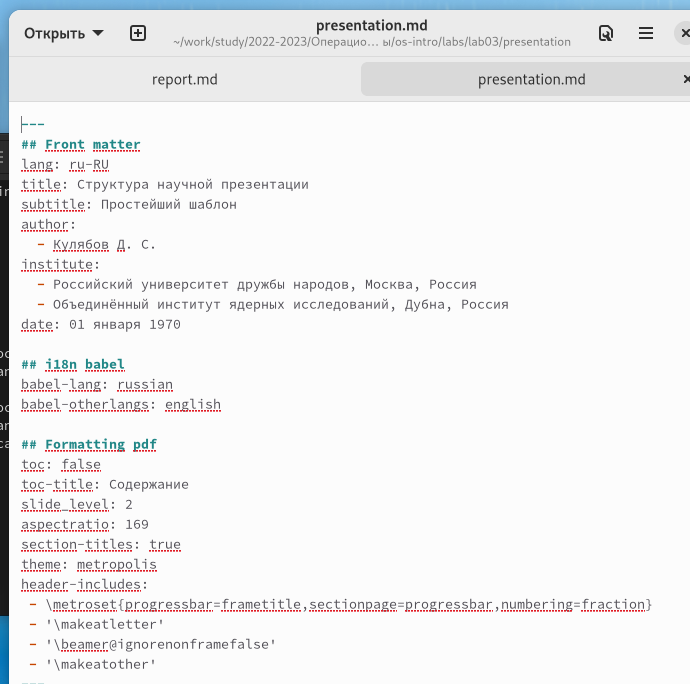 Открыть
presentation.md
~/work/study/2022-2023/Операцио… ы/os-intro/labs/lab03/presentation
report.md
presentation.md
---
## Front matter
lang: ru-RU
title: Структура научной презентации
subtitle: Простейший шаблон
author:
  - Кулябов Д. С.
institute:
  - Российский университет дружбы народов, Москва, Россия
  - Объединённый институт ядерных исследований, Дубна, Россия
date: 01 января 1970

## i18n babel
babel-lang: russian
babel-otherlangs: english

## Formatting pdf
toc: false
toc-title: Содержание
slide_level: 2
aspectratio: 169
section-titles: true
theme: metropolis
header-includes:
 - \metroset{progressbar=frametitle,sectionpage=progressbar,numbering=fraction}
 - '\makeatletter'
 - '\beamer@ignorenonframefalse'
 - '\makeatother'
---